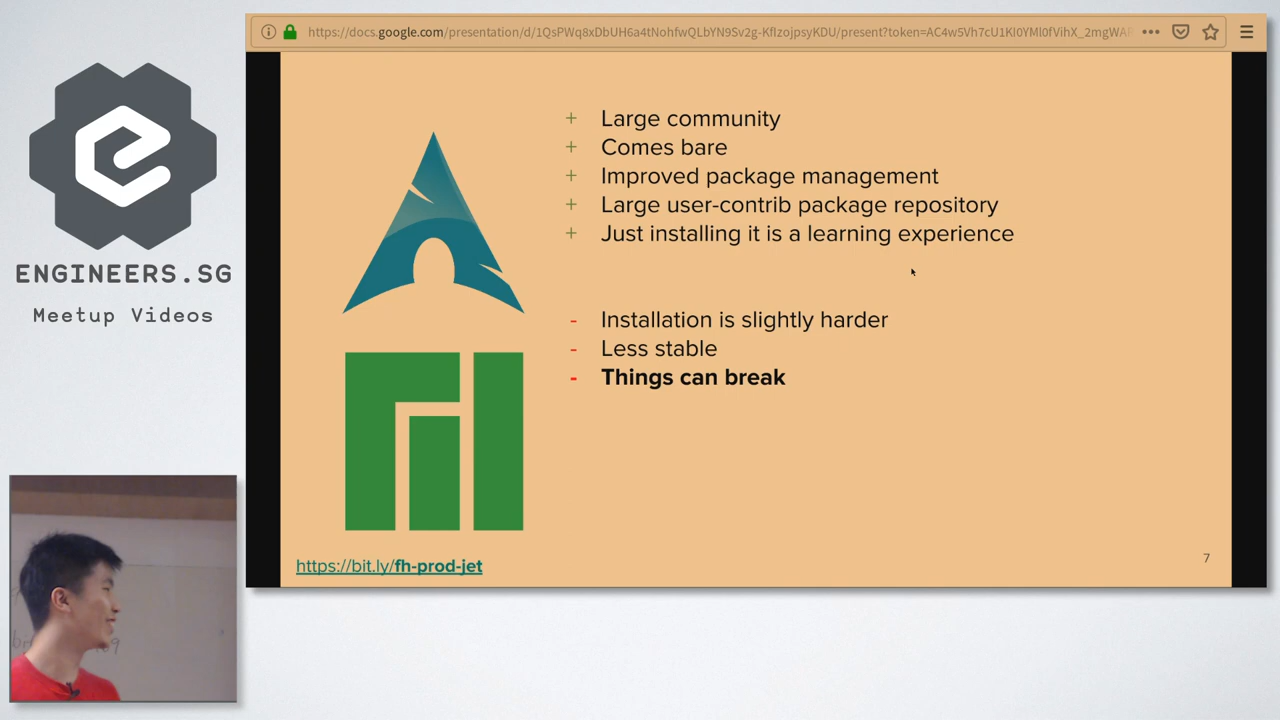 https://docs.google.com/presentation/d/1QsPWq8xDbUH6a4tNohfwQLbYN9Sv2g-KfIzojpsyKDU/present?token=AC4w5Vh7cU1KI0YMl0fVihX_2mgWAF
+ Large community
+ Comes bare
+ Improved package management
+ Large user-contrib package repository
+ Just installing it is a learning experience
- Installation is slightly harder
- Less stable
- Things can break
https://bit.ly/fh-prod-jet
7
ENGINEERS.SG
Meetup Videos